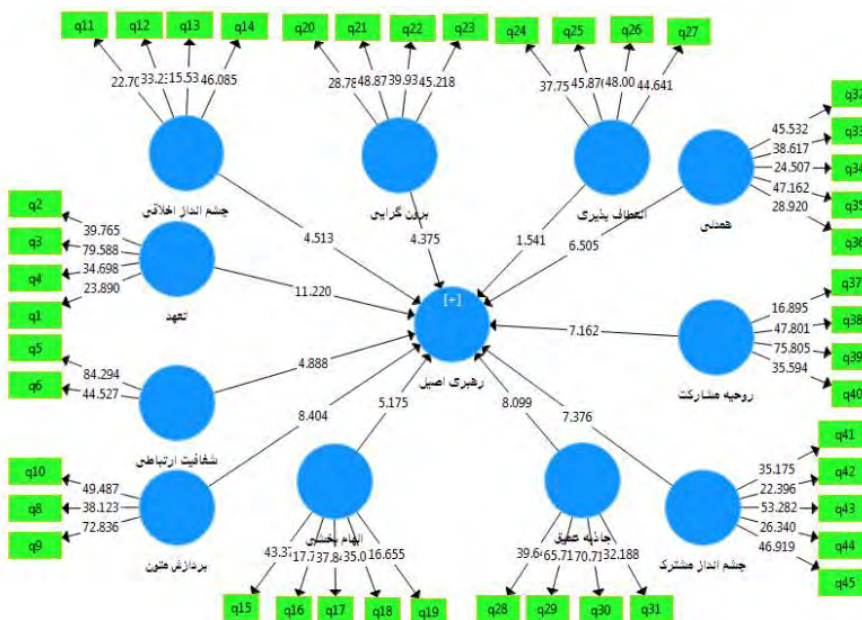 q11 q12 q13 q14 q20 q21 q22 q23 q24 q25 q26 q27
22.70 33.23 15.53 46.085 28.78 48.87 39.93 45.218 37.75 45.87 48.00 44.641
q32
45.532
q33
38.617
q34
24.507
q35
47.162
q36
28.920
چشم انداز اخلاقی
برون گرایی
انعطاف پذیری
همدلی
q2
39.765
q3
79.588
q4
34.698
q1
23.890
تعهد
4.513
4.375
1.541
6.505
11.220
[+]
رهبری اصیل
7.162
q37
16.895
q38
47.801
q39
75.805
q40
35.594
روحیه مشارکت
q5
84.294
q6
44.527
شفافیت ارتباطی
4.888
8.404
5.175
8.099
7.376
q10
49.487
q8
38.123
q9
72.836
پردازش متون
الهام بخشی
جاذبه عمیق
چشم انداز مشترک
q41
35.175
q42
22.396
q43
53.282
q44
26.340
q45
46.919
43.37 17.7 37.84 35.0 16.655
39.64 65.71 70.71 32.188
q15 q16 q17 q18 q19 q28 q29 q30 q31